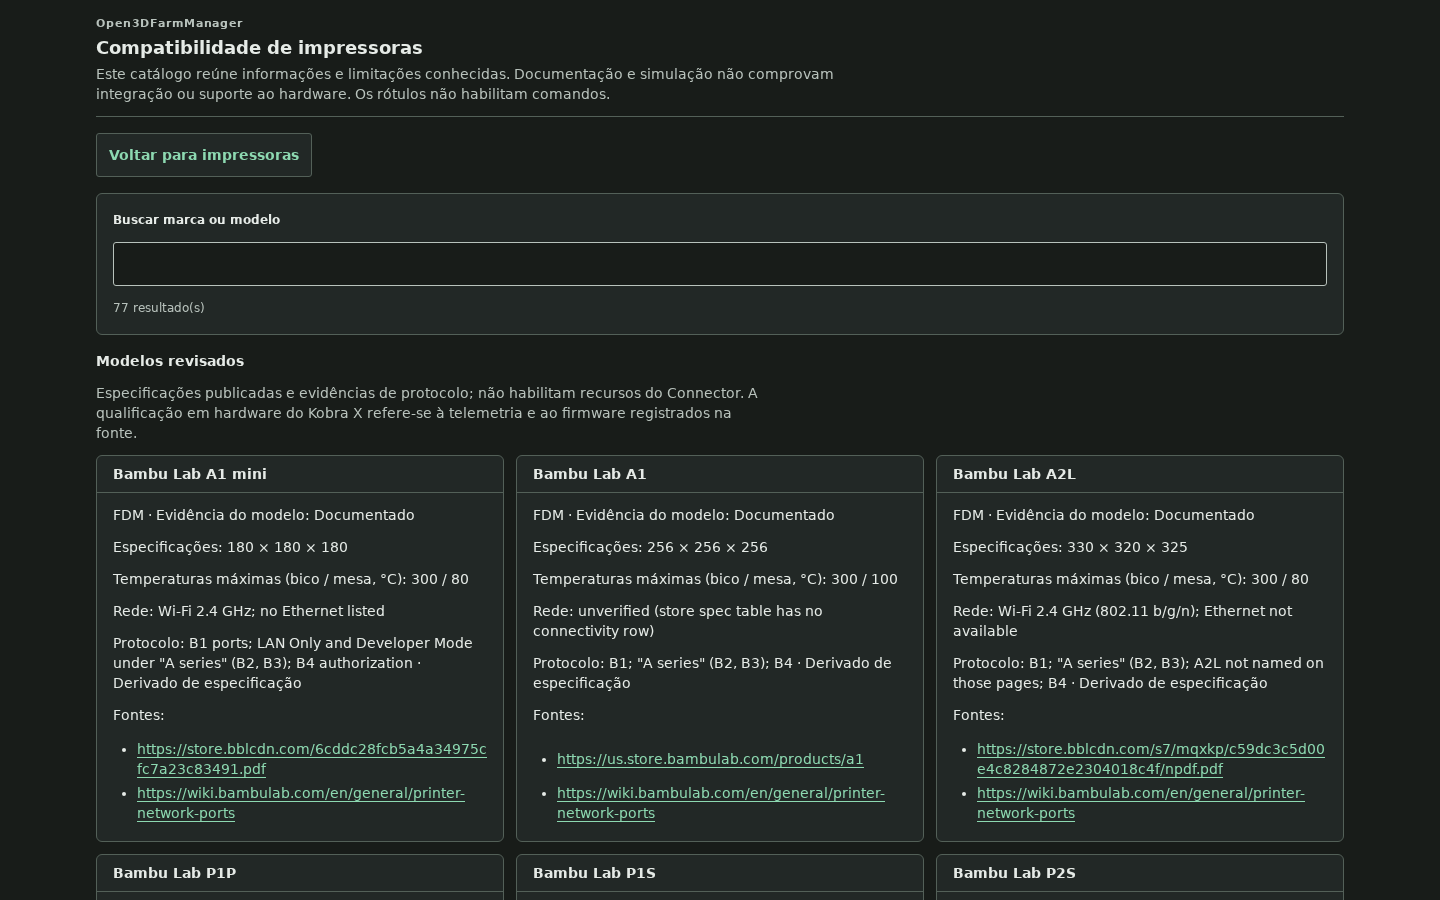 Open3DFarmManager
Compatibilidade de impressoras
Este catálogo reúne informações e limitações conhecidas. Documentação e simulação não comprovam
integração ou suporte ao hardware. Os rótulos não habilitam comandos.
Voltar para impressoras
Buscar marca ou modelo
77 resultado(s)
Modelos revisados
Especificações publicadas e evidências de protocolo; não habilitam recursos do Connector. A
qualificação em hardware do Kobra X refere-se à telemetria e ao firmware registrados na
fonte.
Bambu Lab A1 mini
FDM · Evidência do modelo: Documentado
Especificações: 180 × 180 × 180
Temperaturas máximas (bico / mesa, °C): 300 / 80
Rede: Wi-Fi 2.4 GHz; no Ethernet listed
Protocolo: B1 ports; LAN Only and Developer Mode
under "A series" (B2, B3); B4 authorization ·
Derivado de especificação
Fontes:
• https://store.bblcdn.com/6cddc28fcb5a4a34975c
fc7a23c83491.pdf
• https://wiki.bambulab.com/en/general/printer-
network-ports
Bambu Lab A1
FDM · Evidência do modelo: Documentado
Especificações: 256 × 256 × 256
Temperaturas máximas (bico / mesa, °C): 300 / 100
Rede: unverified (store spec table has no
connectivity row)
Protocolo: B1; "A series" (B2, B3); B4 · Derivado de
especificação
Fontes:
• https://us.store.bambulab.com/products/a1
• https://wiki.bambulab.com/en/general/printer-
network-ports
Bambu Lab A2L
FDM · Evidência do modelo: Documentado
Especificações: 330 × 320 × 325
Temperaturas máximas (bico / mesa, °C): 300 / 80
Rede: Wi-Fi 2.4 GHz (802.11 b/g/n); Ethernet not
available
Protocolo: B1; "A series" (B2, B3); A2L not named on
those pages; B4 · Derivado de especificação
Fontes:
• https://store.bblcdn.com/s7/mqxkp/c59dc3c5d00
e4c8284872e2304018c4f/npdf.pdf
• https://wiki.bambulab.com/en/general/printer-
network-ports
Bambu Lab P1P
Bambu Lab P1S
Bambu Lab P2S